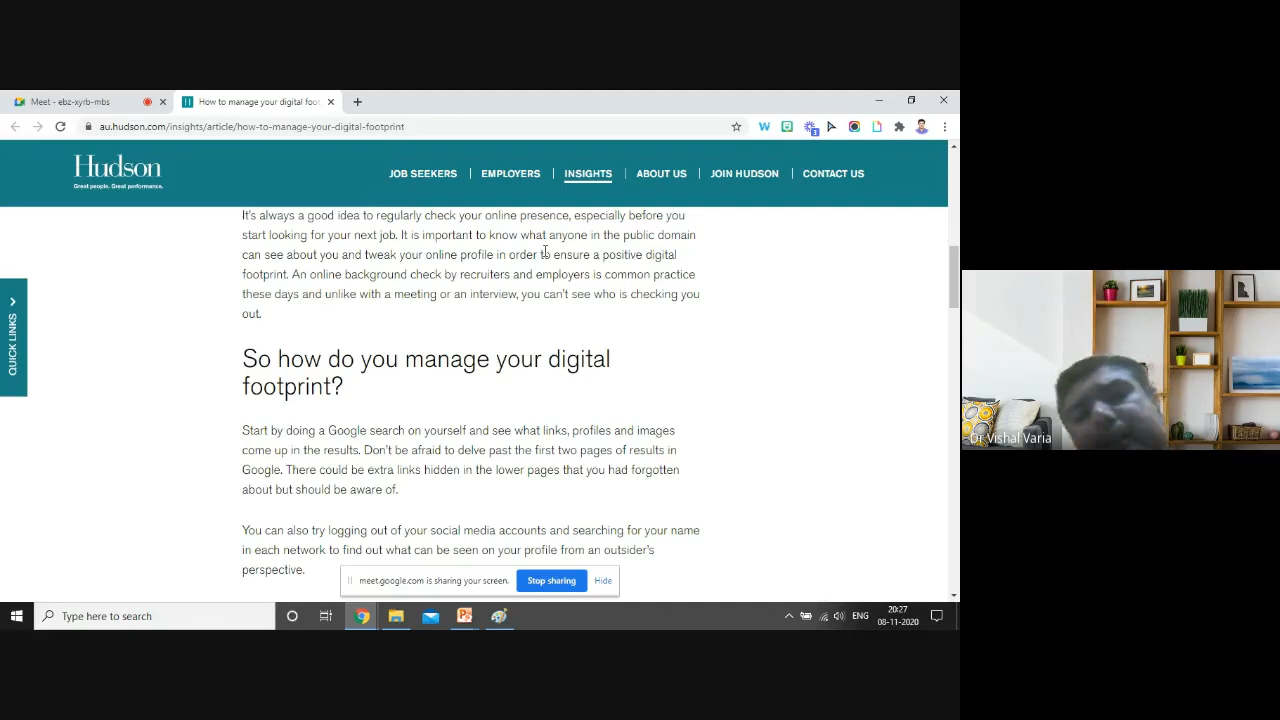 Meet - ebz-xyrb-mbs
How to manage your digital foot
au.hudson.com/insights/article/how-to-manage-your-digital-footprint
Hudson
Great people. Great performance.
JOB SEEKERS
EMPLOYERS
INSIGHTS
ABOUT US
JOIN HUDSON
CONTACT US
QUICK LINKS
It's always a good idea to regularly check your online presence, especially before you
start looking for your next job. It is important to know what anyone in the public domain
can see about you and tweak your online profile in order to ensure a positive digital
footprint. An online background check by recruiters and employers is common practice
these days and unlike with a meeting or an interview, you can't see who is checking you
out.
So how do you manage your digital
footprint?
Start by doing a Google search on yourself and see what links, profiles and images
come up in the results. Don't be afraid to delve past the first two pages of results in
Google. There could be extra links hidden in the lower pages that you had forgotten
about but should be aware of.
You can also try logging out of your social media accounts and searching for your name
in each network to find out what can be seen on your profile from an outsider's
perspective.
meet.google.com is sharing your screen.
Stop sharing
Hide
Type here to search
ENG
20:27
08-11-2020
Dr Vishal Varia